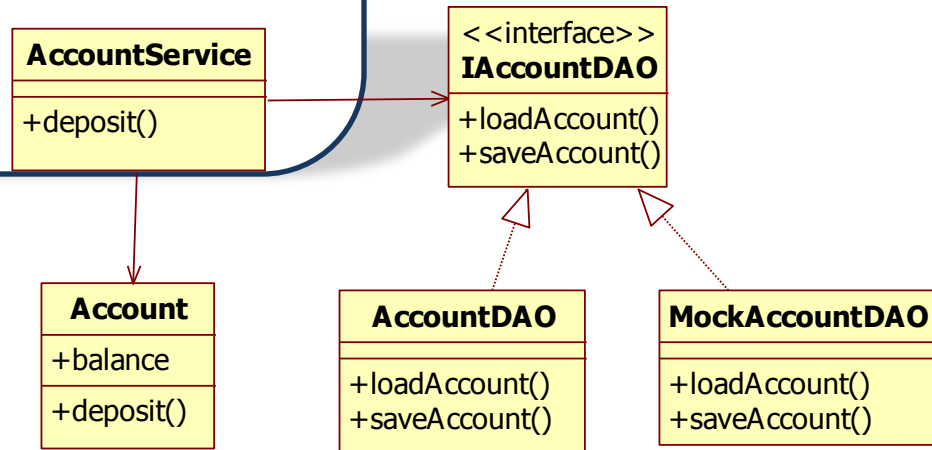 AccountService
+deposit()
<<interface>>
IAccountDAO
+loadAccount()
+saveAccount()
Account
+balance
+deposit()
AccountDAO
+loadAccount()
+saveAccount()
MockAccountDAO
+loadAccount()
+saveAccount()